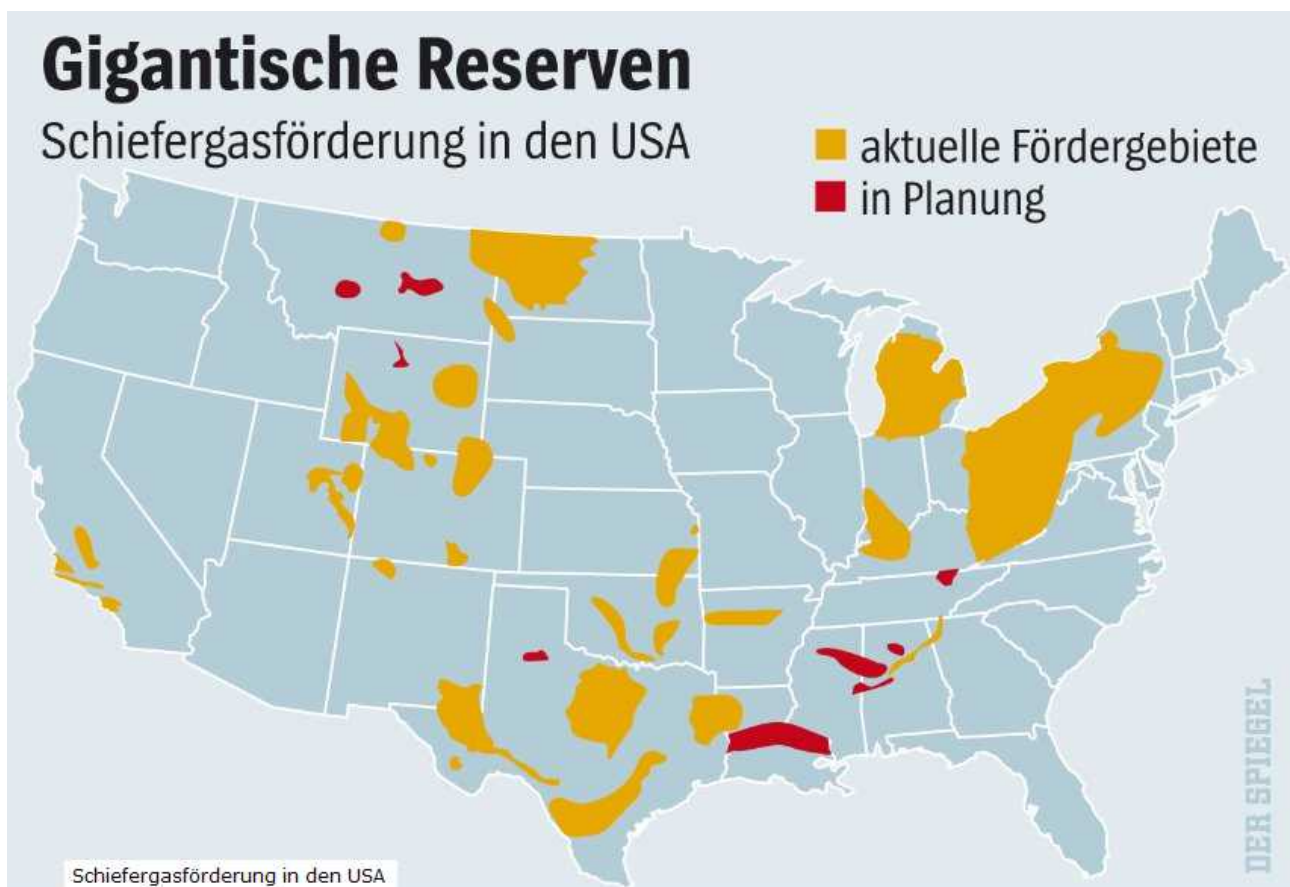 Gigantische Reserven
Schiefergasförderung in den USA
aktuelle Fördergebiete
in Planung
DER SPIEGEL
Schiefergasförderung in den USA